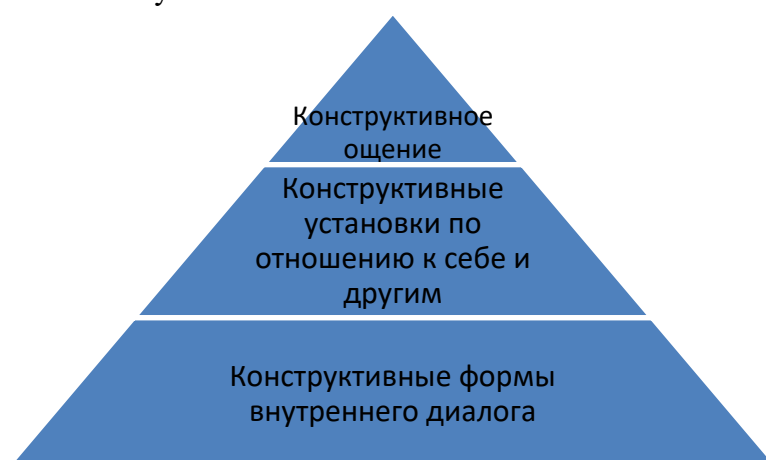 Конструктивное
ощение
Конструктивные
установки по
отношению к себе и
другим
Конструктивные формы
внутреннего диалога